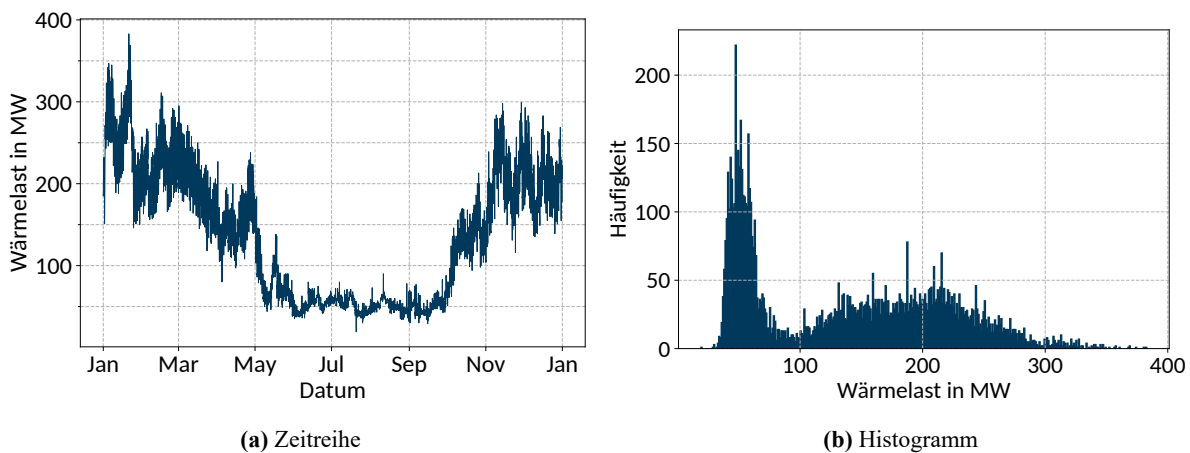 400
300
200
100
Wärmelast in MW
Jan Mar May Jul Sep Nov Jan
Datum
(a) Zeitreihe
200
150
100
50
0
Häufigkeit
100 200 300 400
Wärmelast in MW
(b) Histogramm